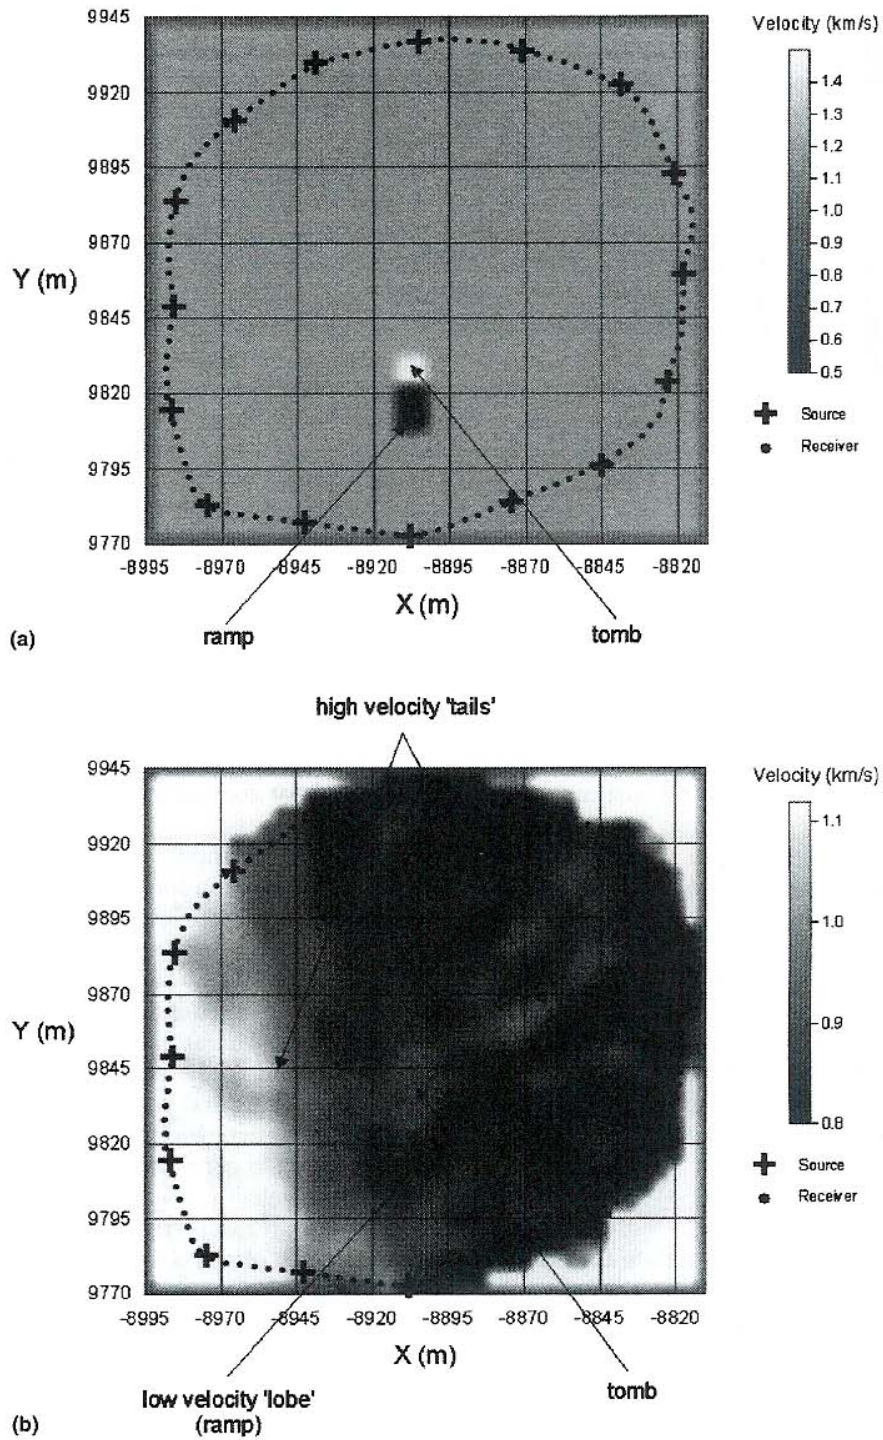 Velocity (km/s)
9945
9920
9895
9870
9845
9820
9795
9770
Y (m)
1.4
1.3
1.2
1.1
1.0
0.9
0.8
0.7
0.6
0.5
Source
Receiver
-8995 -8970 -8945 -8920 -8895 -8870 -8845 -8820
X (m)
ramp tomb
(a)
high velocity 'tails'
Velocity (km/s)
9945
9920
9895
9870
9845
9820
9795
9770
Y (m)
1.1
1.0
0.9
0.8
Source
Receiver
-8995 -8970 -8945 -8920 -8895 -8870 -8845 -8820
X (m)
low velocity 'lobe' tomb
(ramp)
(b)